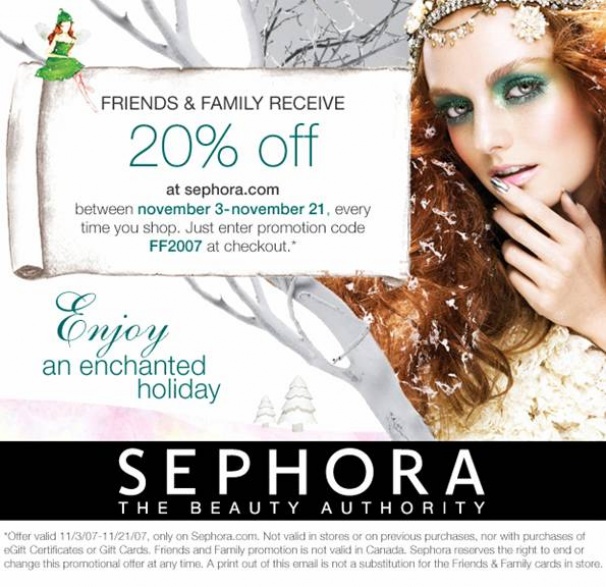 FRIENDS & FAMILY RECEIVE
20% off
at sephora.com
between november 3-november 21, every
time you shop. Just enter promotion code
FF2007 at checkout.*
Enjoy
an enchanted
holiday
SEPHORA
THE BEAUTY AUTHORITY
*Offer valid 11/3/07-11/21/07, only on Sephora.com. Not valid in stores or on previous purchases, nor with purchases of
eGift Certificates or Gift Cards. Friends and Family promotion is not valid in Canada. Sephora reserves the right to end or
change this promotional offer at any time. A print out of this email is not a substitution for the Friends & Family cards in store.